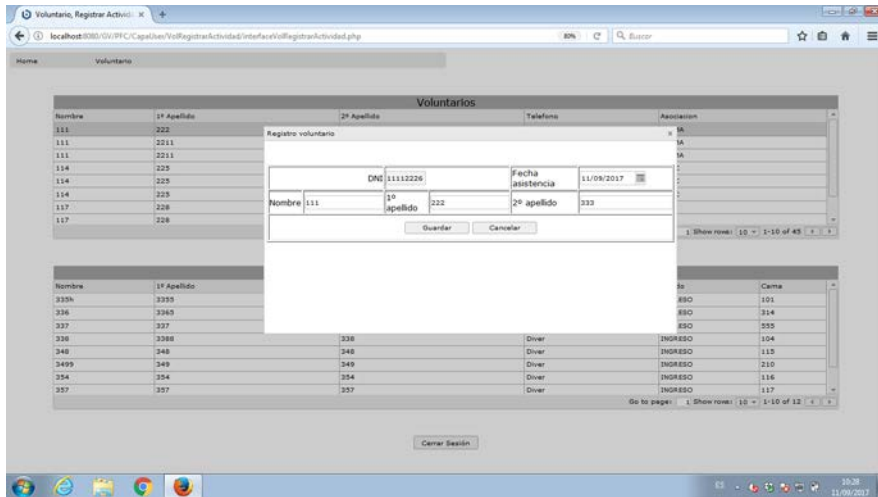 Voluntario, Registrar Activid
localhost:8080/GV/PFC/CapaUser/VolRegistrarActividad/interfaceVolRegistrarActividad.php 80% Buscar
Home Voluntario
Voluntarios
Nombre 1º Apellido 2º Apellido Telefono Asociacion
111 222
111 2211
111 2211
114 225
114 225
114 225
117 228
117 228
1 Show rows: 10 1-10 of 45
Registro voluntario x
DNI 11112226 Fecha asistencia 11/09/2017
Nombre 111 1º apellido 222 2º apellido 333
Guardar Cancelar
Nombre 1º Apellido Cama
335h 3355 101
336 3365 314
337 337 555
338 3388 338 Diver INGRESO 104
348 348 348 Diver INGRESO 115
3499 349 349 Diver INGRESO 210
354 354 354 Diver INGRESO 116
357 357 357 Diver INGRESO 117
Go to page: 1 Show rows: 10 1-10 of 12
Cerrar Sesión
ES 10:28
11/09/2017